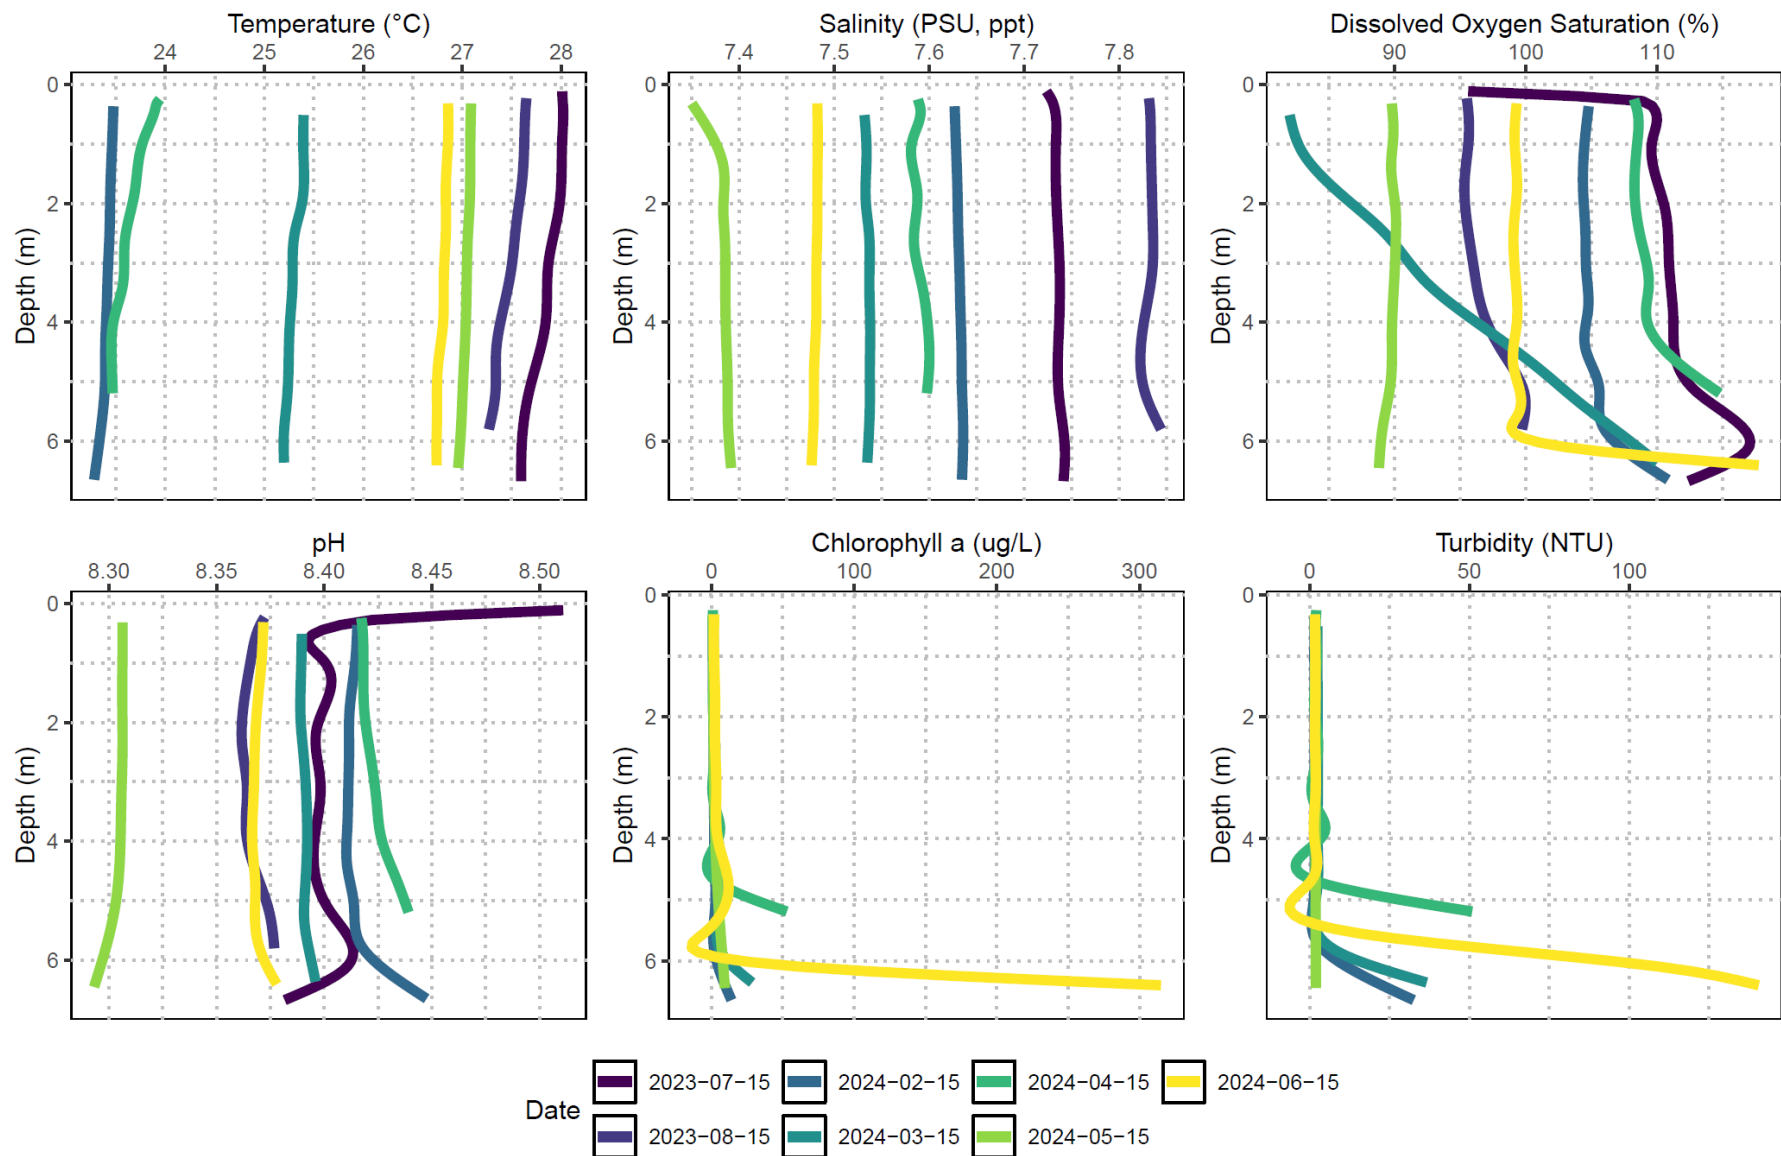 Temperature (°C)
24 25 26 27 28
0
2
4
6
Depth (m)
Salinity (PSU, ppt)
7.4 7.5 7.6 7.7 7.8
0
2
4
6
Depth (m)
Dissolved Oxygen Saturation (%)
90 100 110
0
2
4
6
Depth (m)
pH
8.30 8.35 8.40 8.45 8.50
0
2
4
6
Depth (m)
Chlorophyll a (ug/L)
0 100 200 300
0
2
4
6
Depth (m)
Turbidity (NTU)
0 50 100
0
2
4
Depth (m)
Date
2023-07-15 2024-02-15 2024-04-15 2024-06-15
2023-08-15 2024-03-15 2024-05-15